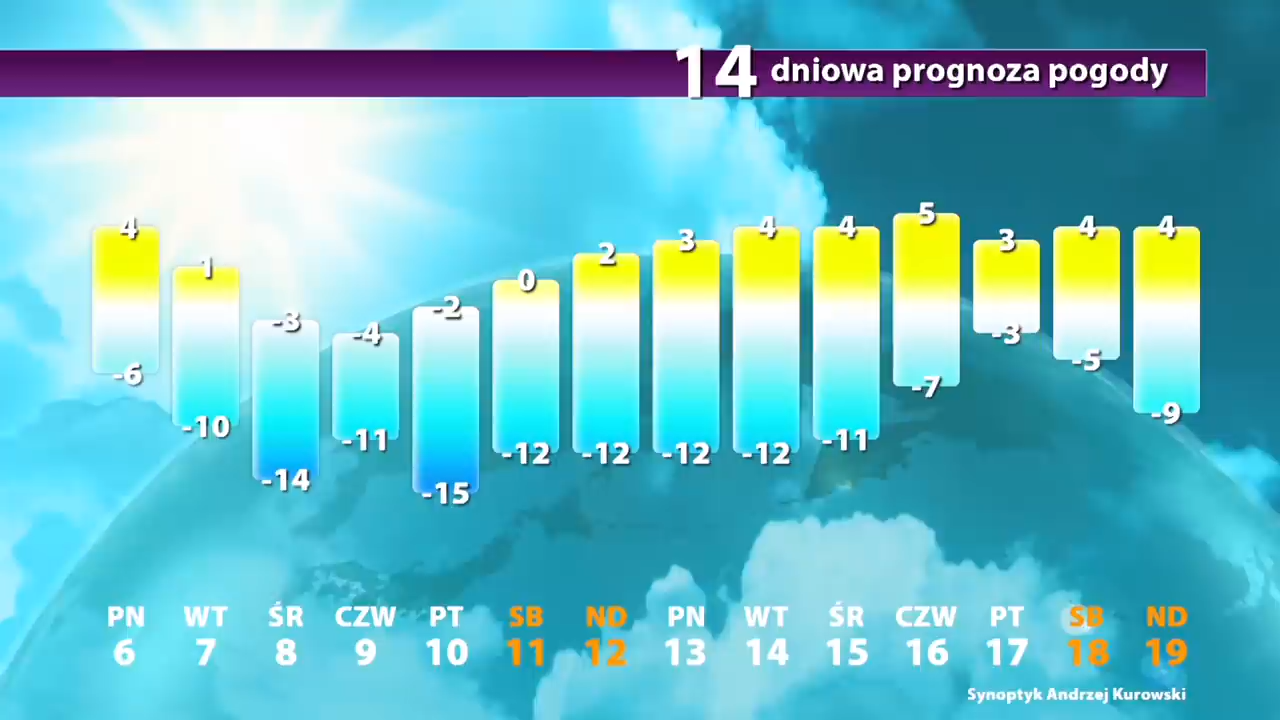 14 dniowa prognoza pogody
4 1 -3 -4 -2 0 2 3 4 4 5 3 4 4
-6 -10 -14 -11 -15 -12 -12 -12 -12 -11 -7 -3 -5 -9
PN WT ŚR CZW PT SB ND PN WT ŚR CZW PT SB ND
6 7 8 9 10 11 12 13 14 15 16 17 18 19
Synoptyk Andrzej Kurowski